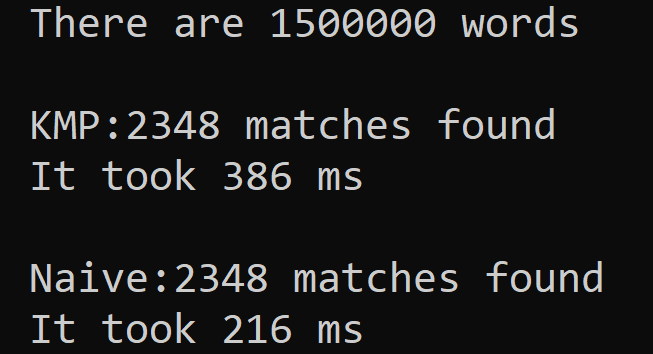 There are 1500000 words
KMP:2348 matches found
It took 386 ms
Naive:2348 matches found
It took 216 ms